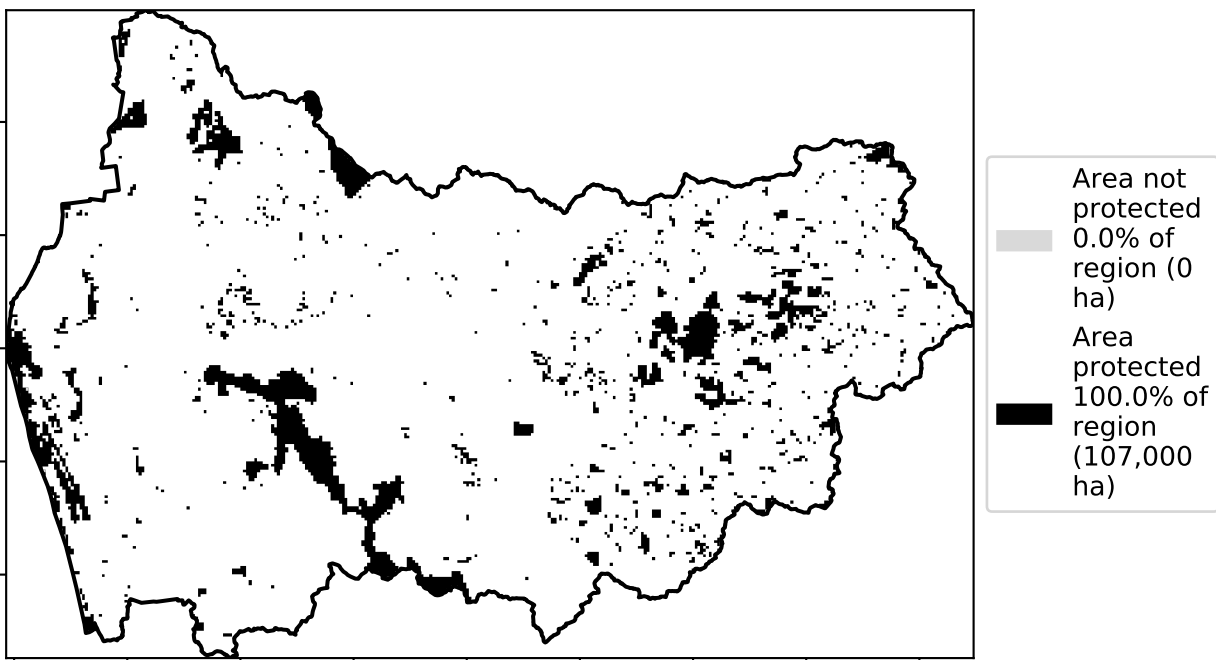 Area not
protected
0.0% of
region (0
ha)
Area
protected
100.0% of
region
(107,000
ha)